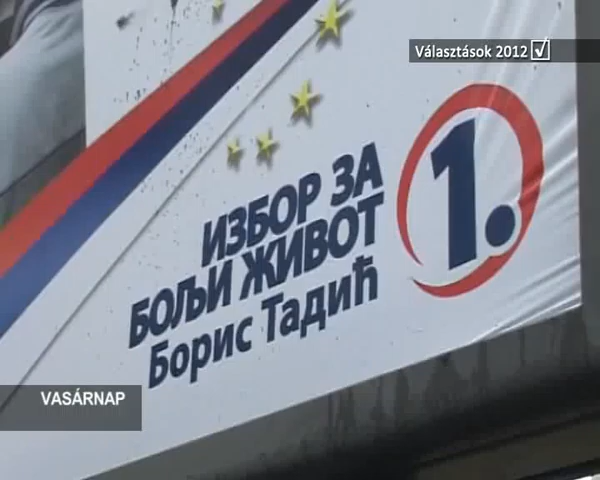 Választások 2012
ИЗБОР ЗА
БОЉИ ЖИВОТ
Борис Тадић
1.
VASÁRNAP